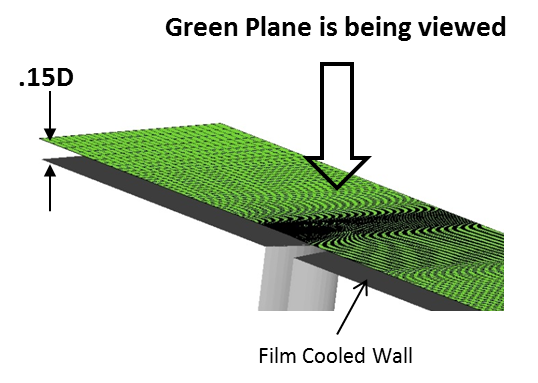 Green Plane is being viewed
.15D
Film Cooled Wall